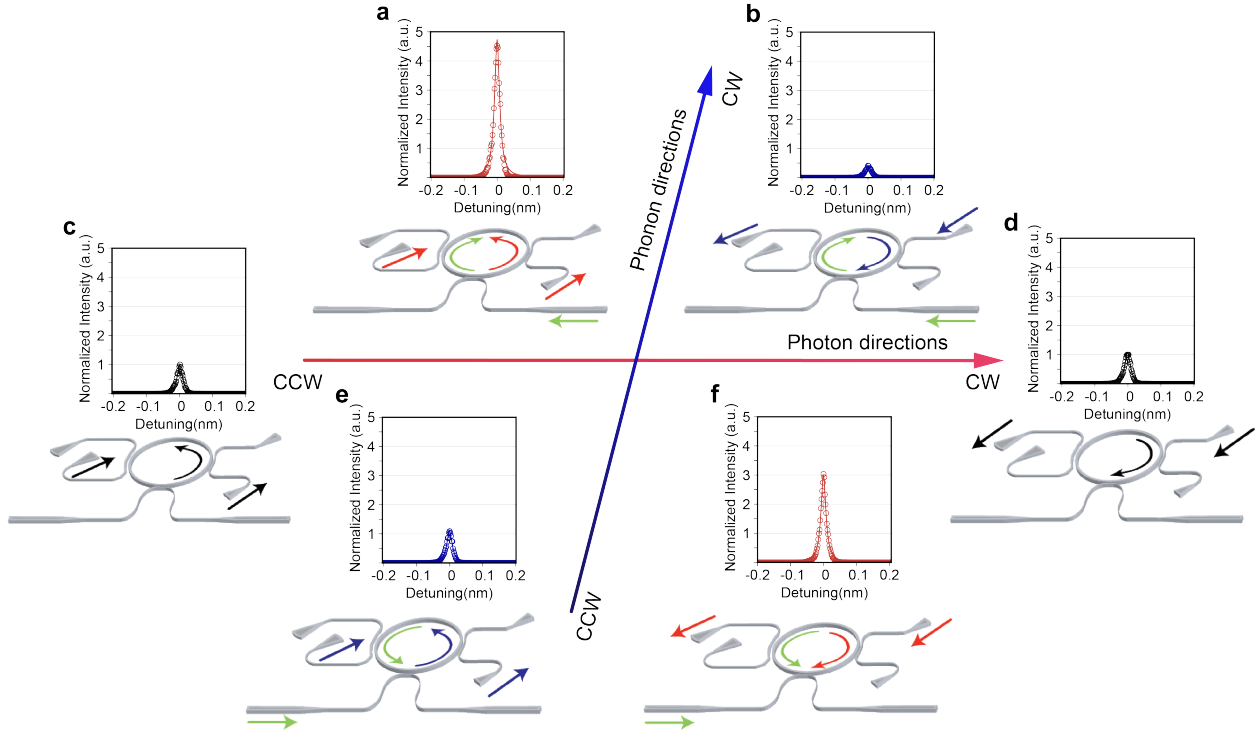 a
Normalized Intensity (a.u.)
5
4
3
2
1
-0.2 -0.1 0 0.1 0.2
Detuning(nm)
b
Normalized Intensity (a.u.)
5
4
3
2
1
-0.2 -0.1 0 0.1 0.2
Detuning(nm)
c
Normalized Intensity (a.u.)
5
4
3
2
1
-0.2 -0.1 0 0.1 0.2
Detuning(nm)
d
Normalized Intensity (a.u.)
5
4
3
2
1
-0.2 -0.1 0 0.1 0.2
Detuning(nm)
CW
Phonon directions
CCW
Photon directions
CCW
CW
e
Normalized Intensity (a.u.)
5
4
3
2
1
-0.2 -0.1 0 0.1 0.2
Detuning(nm)
f
Normalized Intensity (a.u.)
5
4
3
2
1
-0.2 -0.1 0 0.1 0.2
Detuning(nm)